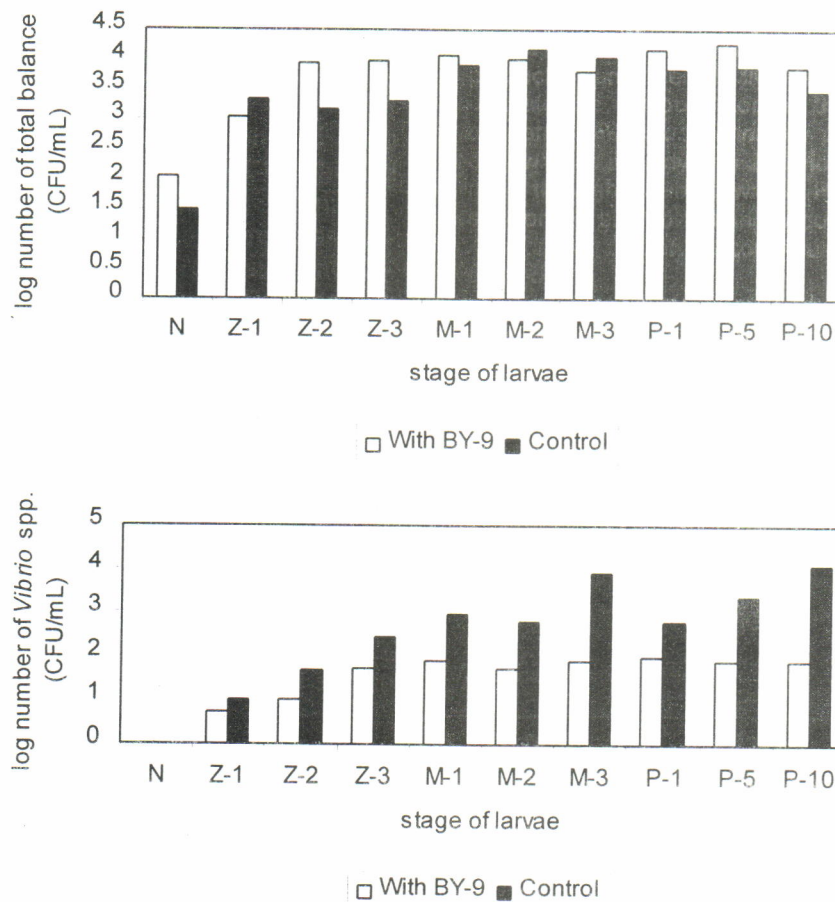 log number of total balance
(CFU/mL)
4.5
4
3.5
3
2.5
2
1.5
1
0.5
0
N Z-1 Z-2 Z-3 M-1 M-2 M-3 P-1 P-5 P-10
stage of larvae
With BY-9 Control
log number of Vibrio spp.
(CFU/mL)
5
4
3
1
0
N Z-1 Z-2 Z-3 M-1 M-2 M-3 P-1 P-5 P-10
stage of larvae
With BY-9 Control